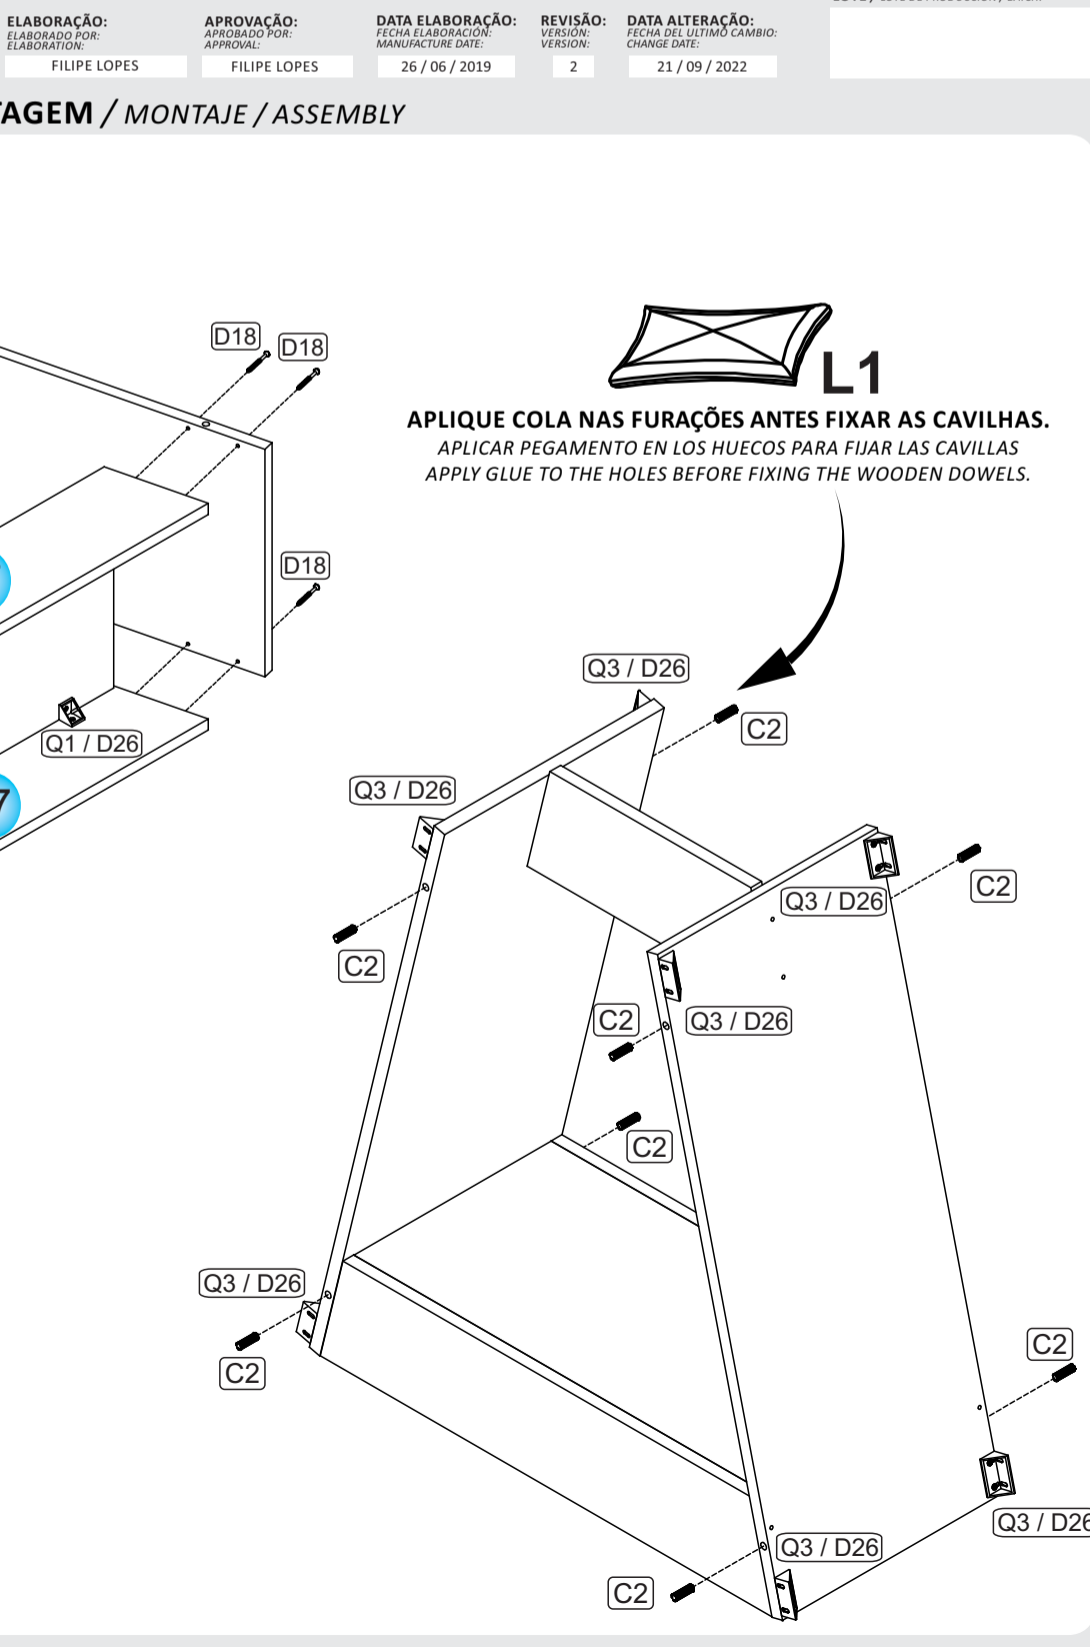 ELABORAÇÃO:
ELABORADO POR:
ELABORATION:
FILIPE LOPES
APROVAÇÃO:
APROBADO POR:
APPROVAL:
FILIPE LOPES
DATA ELABORAÇÃO:
FECHA ELABORACIÓN:
MANUFACTURE DATE:
26 / 06 / 2019
REVISÃO:
VERSIÓN:
VERSION:
2
DATA ALTERAÇÃO:
FECHA DEL ULTIMO CAMBIO:
CHANGE DATE:
21 / 09 / 2022
TAGEM / MONTAJE / ASSEMBLY
D18
D18
L1
APLIQUE COLA NAS FURAÇÕES ANTES FIXAR AS CAVILHAS.
APLICAR PEGAMENTO EN LOS HUECOS PARA FIJAR LAS CAVILLAS
APPLY GLUE TO THE HOLES BEFORE FIXING THE WOODEN DOWELS.
D18
Q3 / D26
C2
Q1 / D26
7
Q3 / D26
C2
Q3 / D26
C2
C2
Q3 / D26
C2
Q3 / D26
C2
C2
Q3 / D26
Q3 / D26
C2